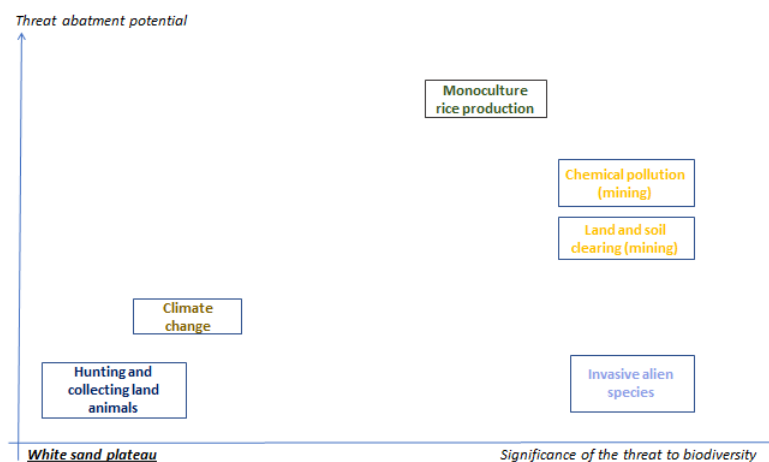 Threat abatment potential
Monoculture
rice production
Chemical pollution
(mining)
Land and soil
clearing (mining)
Climate
change
Hunting and
collecting land
animals
Invasive alien
species
White sand plateau
Significance of the threat to biodiversity